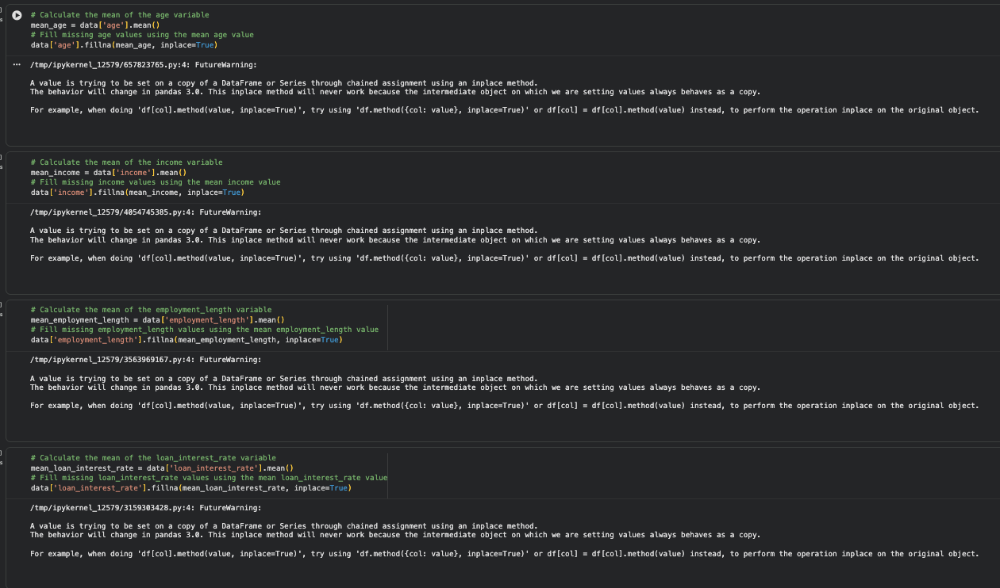 # Calculate the mean of the age variable
mean_age = data['age'].mean()
# Fill missing age values using the mean age value
data['age'].fillna(mean_age, inplace=True)
/tmp/ipykernel_12579/657823765.py:4: FutureWarning:
A value is trying to be set on a copy of a DataFrame or Series through chained assignment using an inplace method.
The behavior will change in pandas 3.0. This inplace method will never work because the intermediate object on which we are setting values always behaves as a copy.
For example, when doing 'df[col].method(value, inplace=True)', try using 'df.method({col: value}, inplace=True)' or df[col] = df[col].method(value) instead, to perform the operation inplace on the original object.
# Calculate the mean of the income variable
mean_income = data['income'].mean()
# Fill missing income values using the mean income value
data['income'].fillna(mean_income, inplace=True)
/tmp/ipykernel_12579/4054745385.py:4: FutureWarning:
A value is trying to be set on a copy of a DataFrame or Series through chained assignment using an inplace method.
The behavior will change in pandas 3.0. This inplace method will never work because the intermediate object on which we are setting values always behaves as a copy.
For example, when doing 'df[col].method(value, inplace=True)', try using 'df.method({col: value}, inplace=True)' or df[col] = df[col].method(value) instead, to perform the operation inplace on the original object.
# Calculate the mean of the employment_length variable
mean_employment_length = data['employment_length'].mean()
# Fill missing employment_length values using the mean employment_length value
data['employment_length'].fillna(mean_employment_length, inplace=True)
/tmp/ipykernel_12579/3563969167.py:4: FutureWarning:
A value is trying to be set on a copy of a DataFrame or Series through chained assignment using an inplace method.
The behavior will change in pandas 3.0. This inplace method will never work because the intermediate object on which we are setting values always behaves as a copy.
For example, when doing 'df[col].method(value, inplace=True)', try using 'df.method({col: value}, inplace=True)' or df[col] = df[col].method(value) instead, to perform the operation inplace on the original object.
# Calculate the mean of the loan_interest_rate variable
mean_loan_interest_rate = data['loan_interest_rate'].mean()
# Fill missing loan_interest_rate values using the mean loan_interest_rate value
data['loan_interest_rate'].fillna(mean_loan_interest_rate, inplace=True)
/tmp/ipykernel_12579/3159303428.py:4: FutureWarning:
A value is trying to be set on a copy of a DataFrame or Series through chained assignment using an inplace method.
The behavior will change in pandas 3.0. This inplace method will never work because the intermediate object on which we are setting values always behaves as a copy.
For example, when doing 'df[col].method(value, inplace=True)', try using 'df.method({col: value}, inplace=True)' or df[col] = df[col].method(value) instead, to perform the operation inplace on the original object.